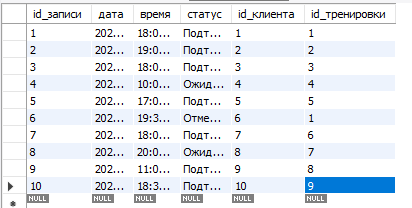 id_записи дата время статус id_клиента id_тренировки
1 202... 18:0... Подт... 1 1
2 202... 19:0... Подт... 2 2
3 202... 18:0... Подт... 3 3
4 202... 10:0... Ожид... 4 4
5 202... 17:0... Подт... 5 5
6 202... 19:3... Отме... 6 1
7 202... 18:0... Подт... 7 6
8 202... 20:0... Ожид... 8 7
9 202... 11:0... Подт... 9 8
10 202... 18:3... Подт... 10 9
NULL NULL NULL NULL NULL NULL